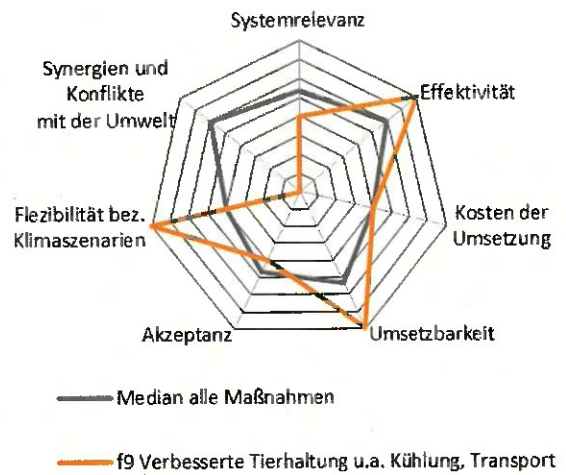 Systemrelevanz
Effektivität
Kosten der
Umsetzung
Umsetzbarkeit
Akzeptanz
Flezibilität bez.
Klimaszenarien
Synergien und
Konflikte
mit der Umwelt
Median alle Maßnahmen
f9 Verbesserte Tierhaltung u.a. Kühlung, Transport